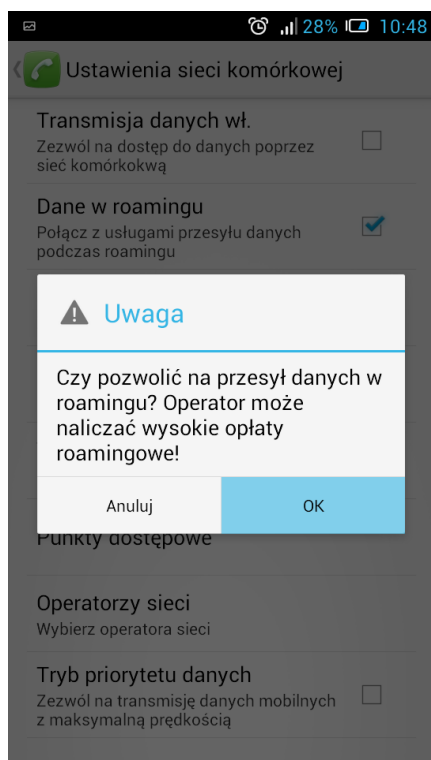 28% 10:48
Ustawienia sieci komórkowej
Transmisja danych wł.
Zezwól na dostęp do danych poprzez
sieć komórkokwą
Dane w roamingu
Połącz z usługami przesyłu danych
podczas roamingu
Uwaga
Czy pozwolić na przesył danych w
roamingu? Operator może
naliczać wysokie opłaty
roamingowe!
Anuluj OK
Punkty dostępowe
Operatorzy sieci
Wybierz operatora sieci
Tryb priorytetu danych
Zezwól na transmisję danych mobilnych
z maksymalną prędkością